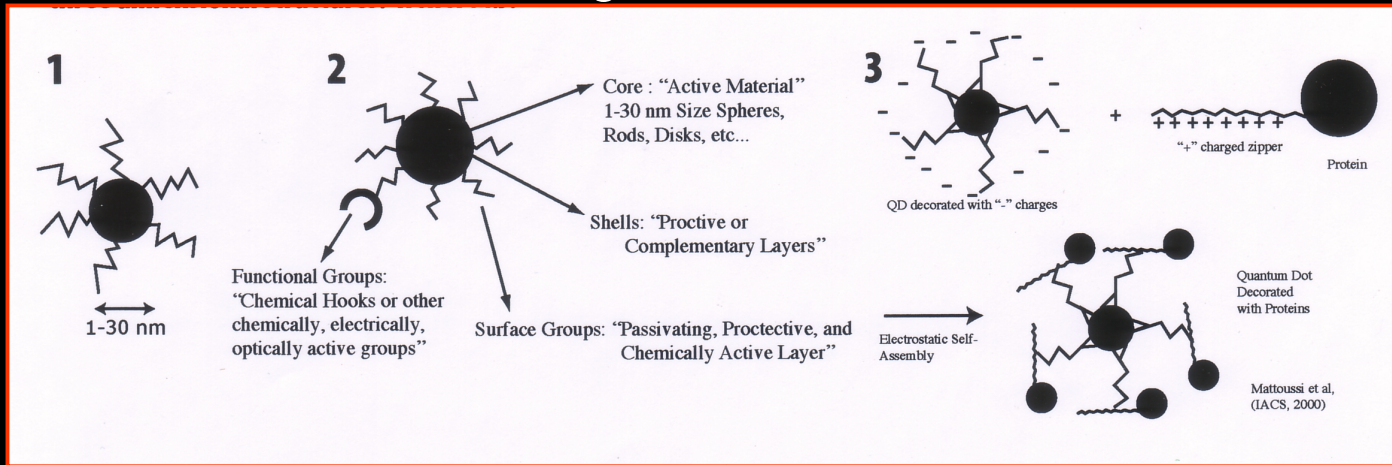 1
1-30 nm
2
Core : “Active Material”
1-30 nm Size Spheres,
Rods, Disks, etc...
Shells: “Proctive or
Complementary Layers”
Functional Groups:
“Chemical Hooks or other
chemically, electrically,
optically active groups”
Surface Groups: “Passivating, Proctective, and
Chemically Active Layer”
3
- - - - - - - - - - - - - - -
QD decorated with “-” charges
+
+ + + + + + + + +
“+” charged zipper
Protein
Electrostatic Self-
Assembly
Quantum Dot
Decorated
with Proteins
Mattoussi et al,
(IACS, 2000)